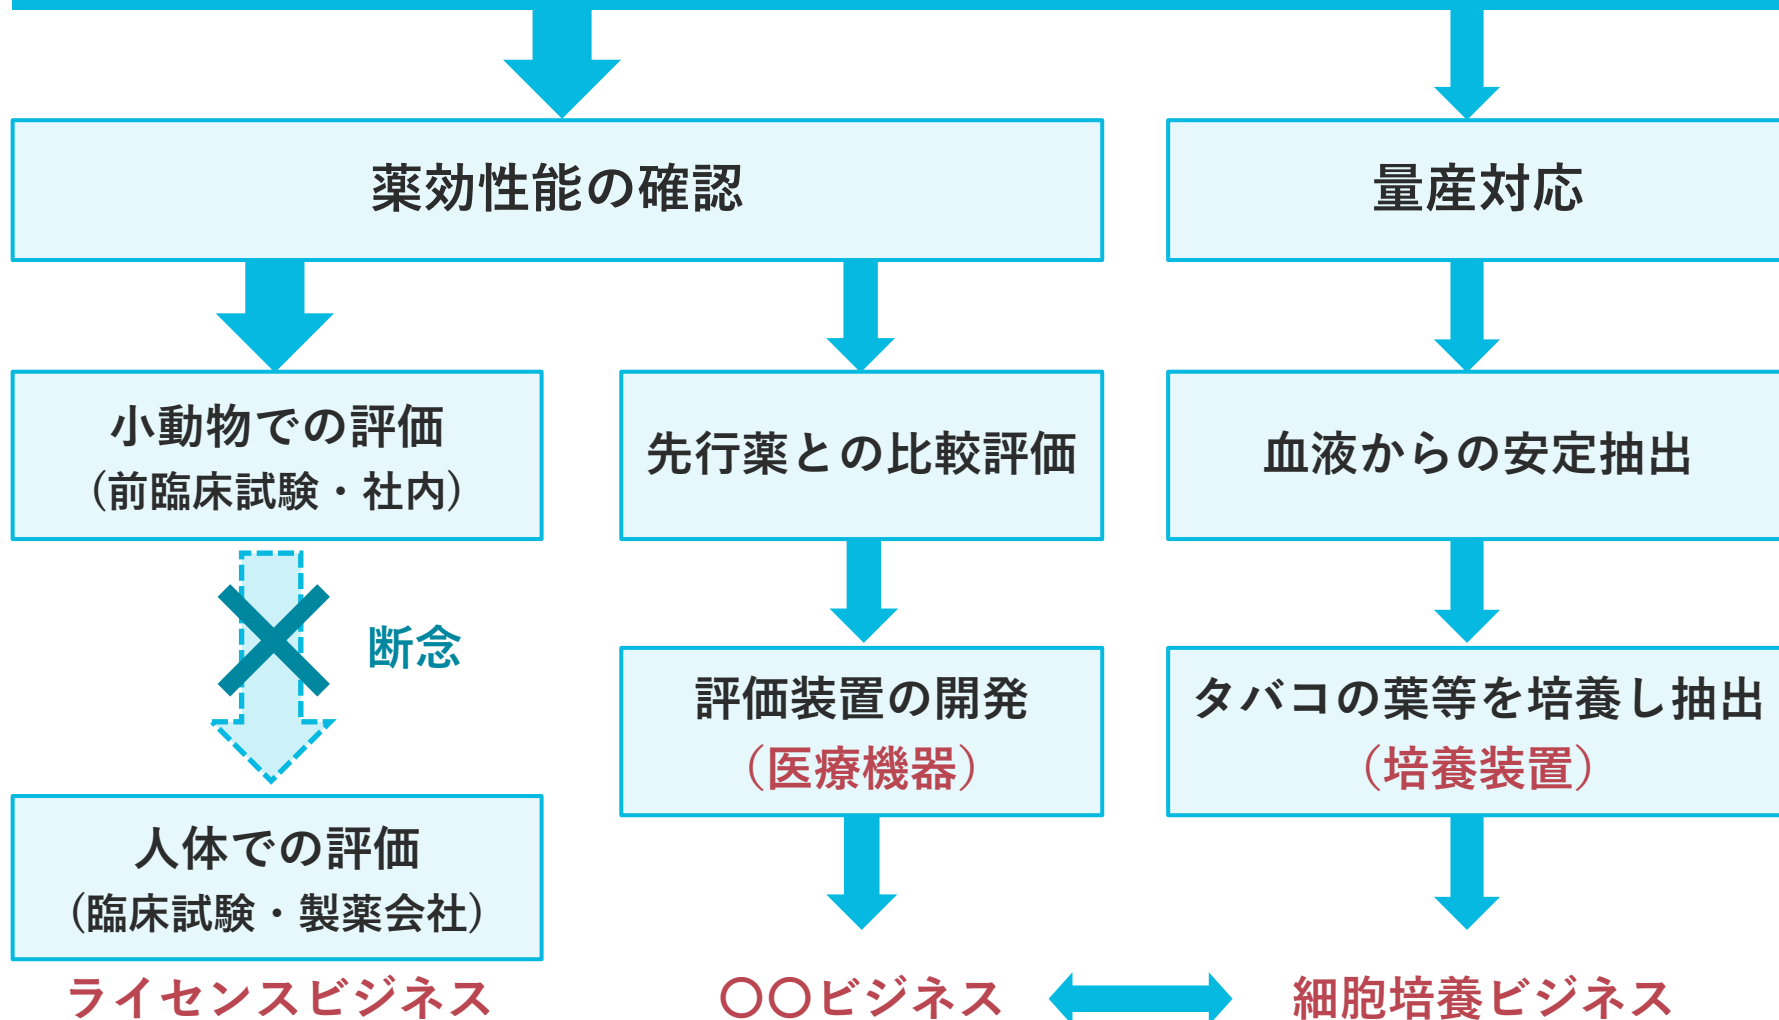 薬効性能の確認
量産対応
小動物での評価
（前臨床試験・社内）
先行薬との比較評価
血液からの安定抽出
断念
評価装置の開発
（医療機器）
タバコの葉等を培養し抽出
（培養装置）
人体での評価
（臨床試験・製薬会社）
ライセンスビジネス
〇〇ビジネス
細胞培養ビジネス